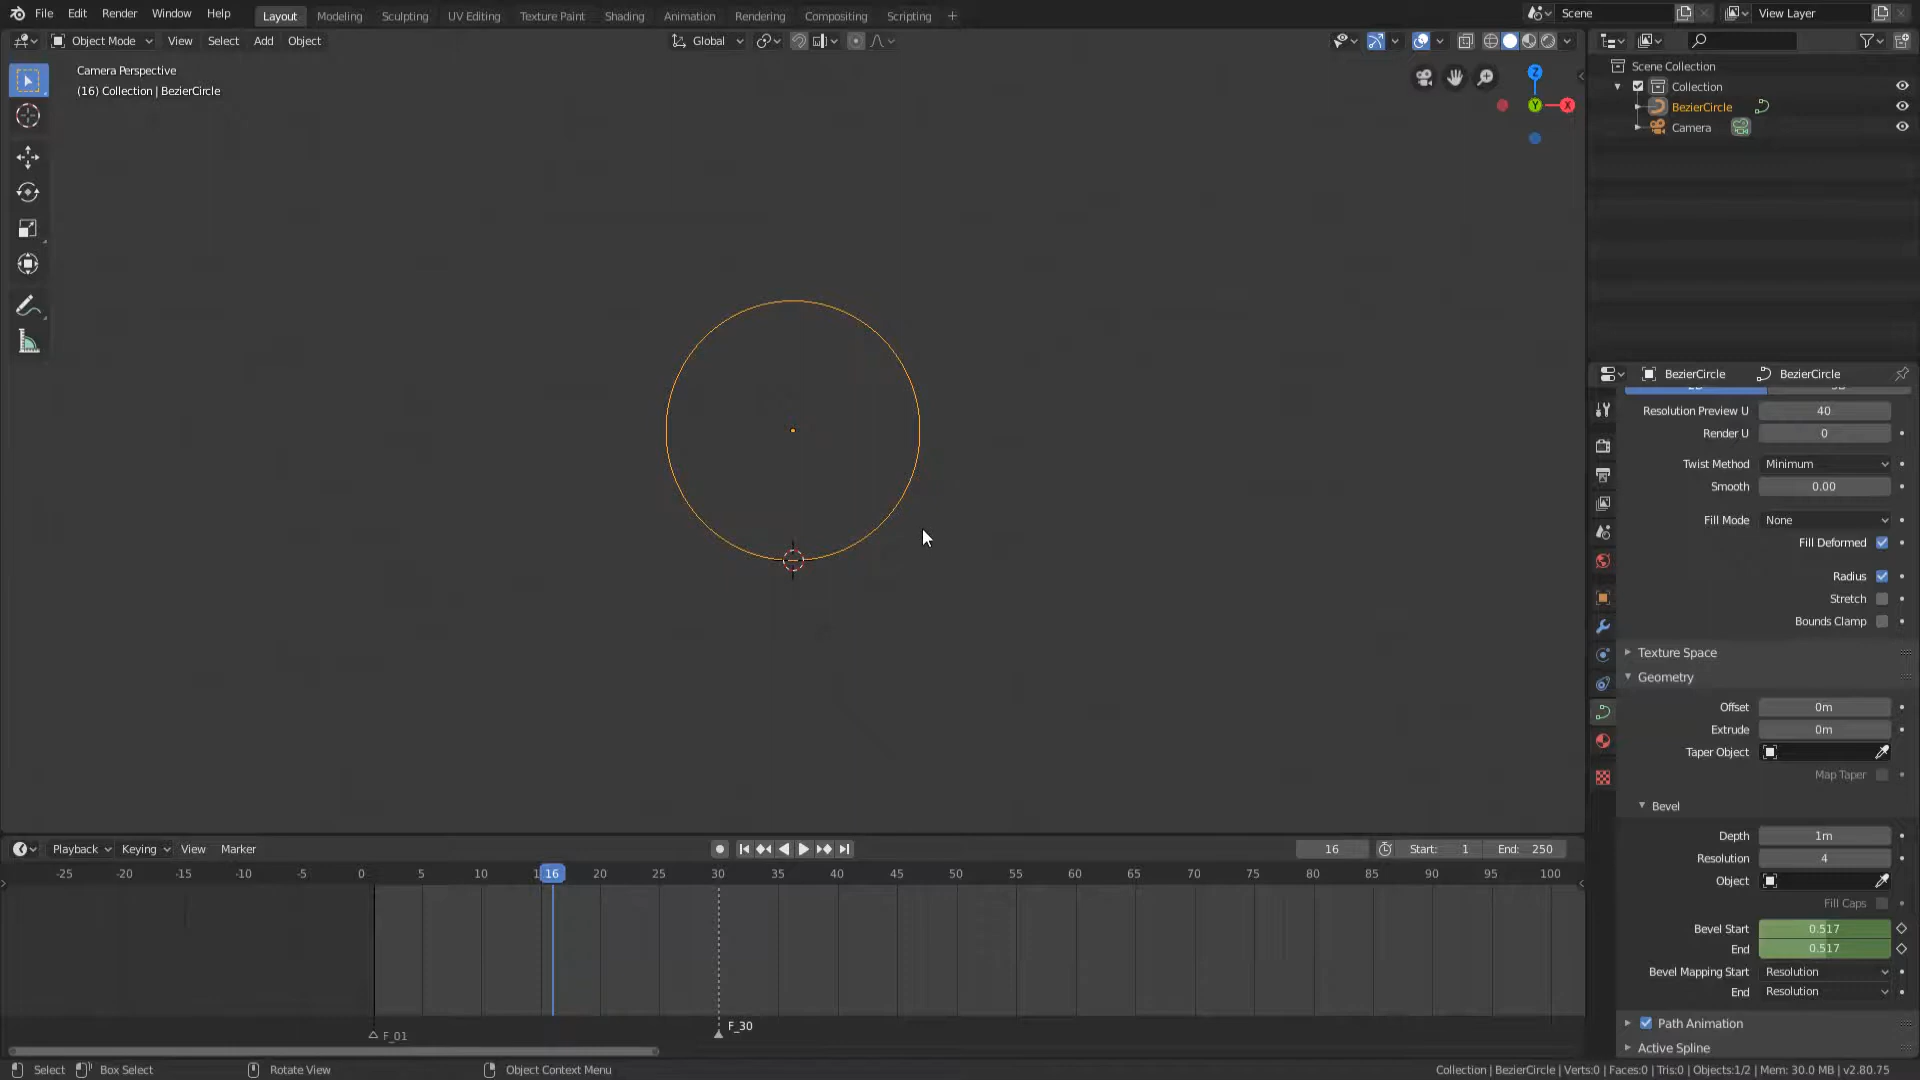 File Edit Render Window Help
Layout Modeling Sculpting UV Editing Texture Paint Shading Animation Rendering Compositing Scripting +
Scene
View Layer
Object Mode View Select Add Object
Global
Camera Perspective
(16) Collection | BezierCircle
Z
Y
X
Scene Collection
Collection
BezierCircle
Camera
BezierCircle
BezierCircle
Resolution Preview U 40
Render U 0
Twist Method Minimum
Smooth 0.00
Fill Mode None
Fill Deformed
Radius
Stretch
Bounds Clamp
Texture Space
Geometry
Offset 0m
Extrude 0m
Taper Object
Map Taper
Bevel
Depth 1m
Resolution 4
Object
Fill Caps
Bevel Start 0.517
End 0.517
Bevel Mapping Start Resolution
End Resolution
Path Animation
Active Spline
Playback Keying View Marker
16
Start: 1
End: 250
-25 -20 -15 -10 -5 0 5 10 16 20 25 30 35 40 45 50 55 60 65 70 75 80 85 90 95 100
F_30
F_01
Select Box Select Rotate View Object Context Menu
Collection | BezierCircle | Verts:0 | Faces:0 | Tris:0 | Objects:1/2 | Mem: 30.0 MB | v2.80.75